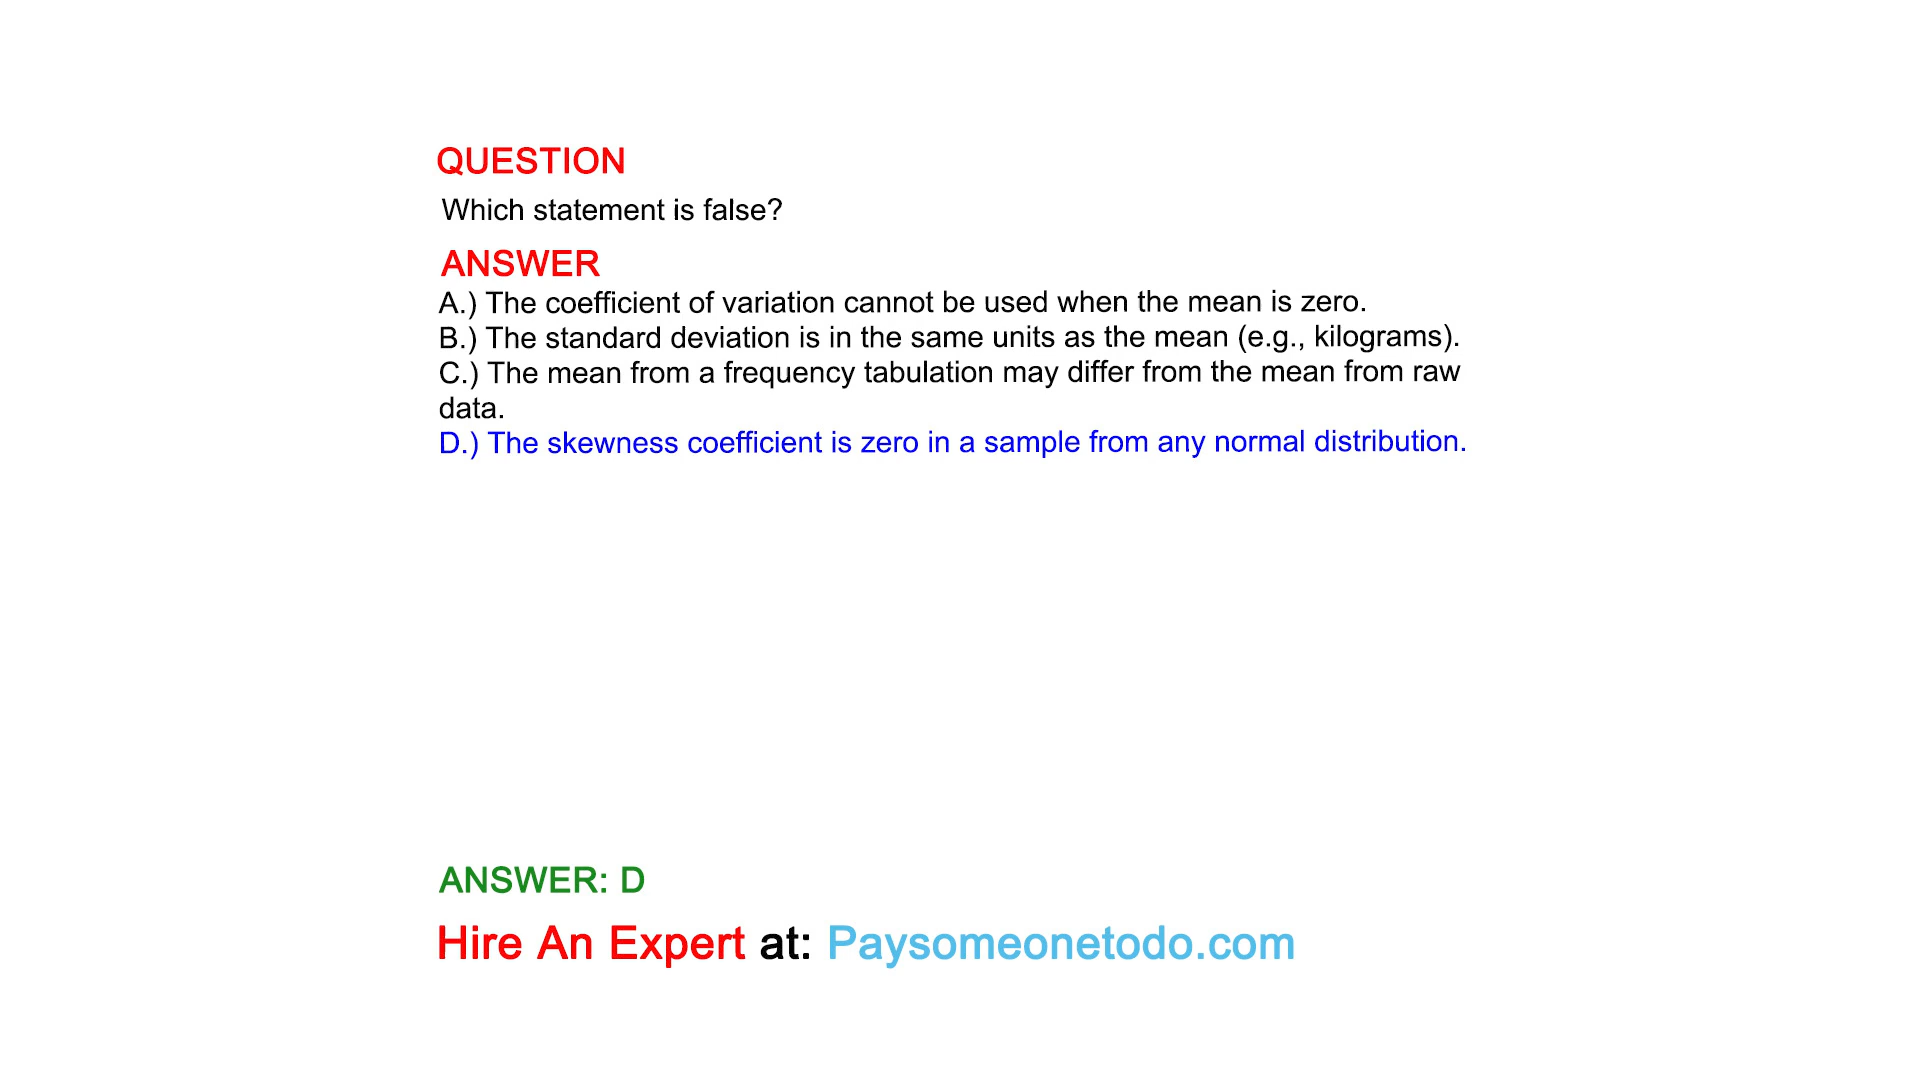 QUESTION
Which statement is false?
ANSWER
A.) The coefficient of variation cannot be used when the mean is zero.
B.) The standard deviation is in the same units as the mean (e.g., kilograms).
C.) The mean from a frequency tabulation may differ from the mean from raw
data.
D.) The skewness coefficient is zero in a sample from any normal distribution.
ANSWER: D
Hire An Expert at: Paysomeonetodo.com